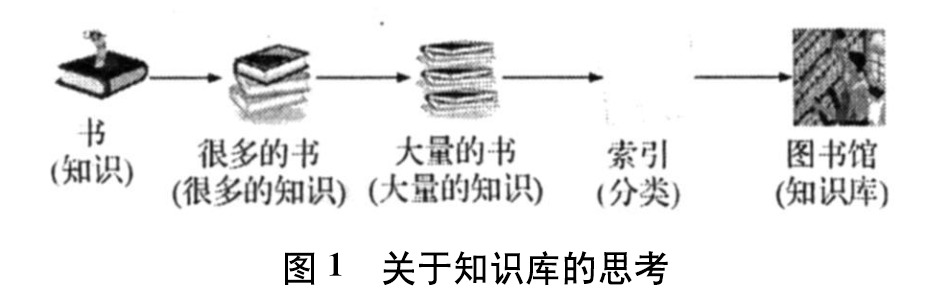 书
(知识)
很多的书
(很多的知识)
大量的书
(大量的知识)
索引
(分类)
图书馆
(知识库)
图1 关于知识库的思考